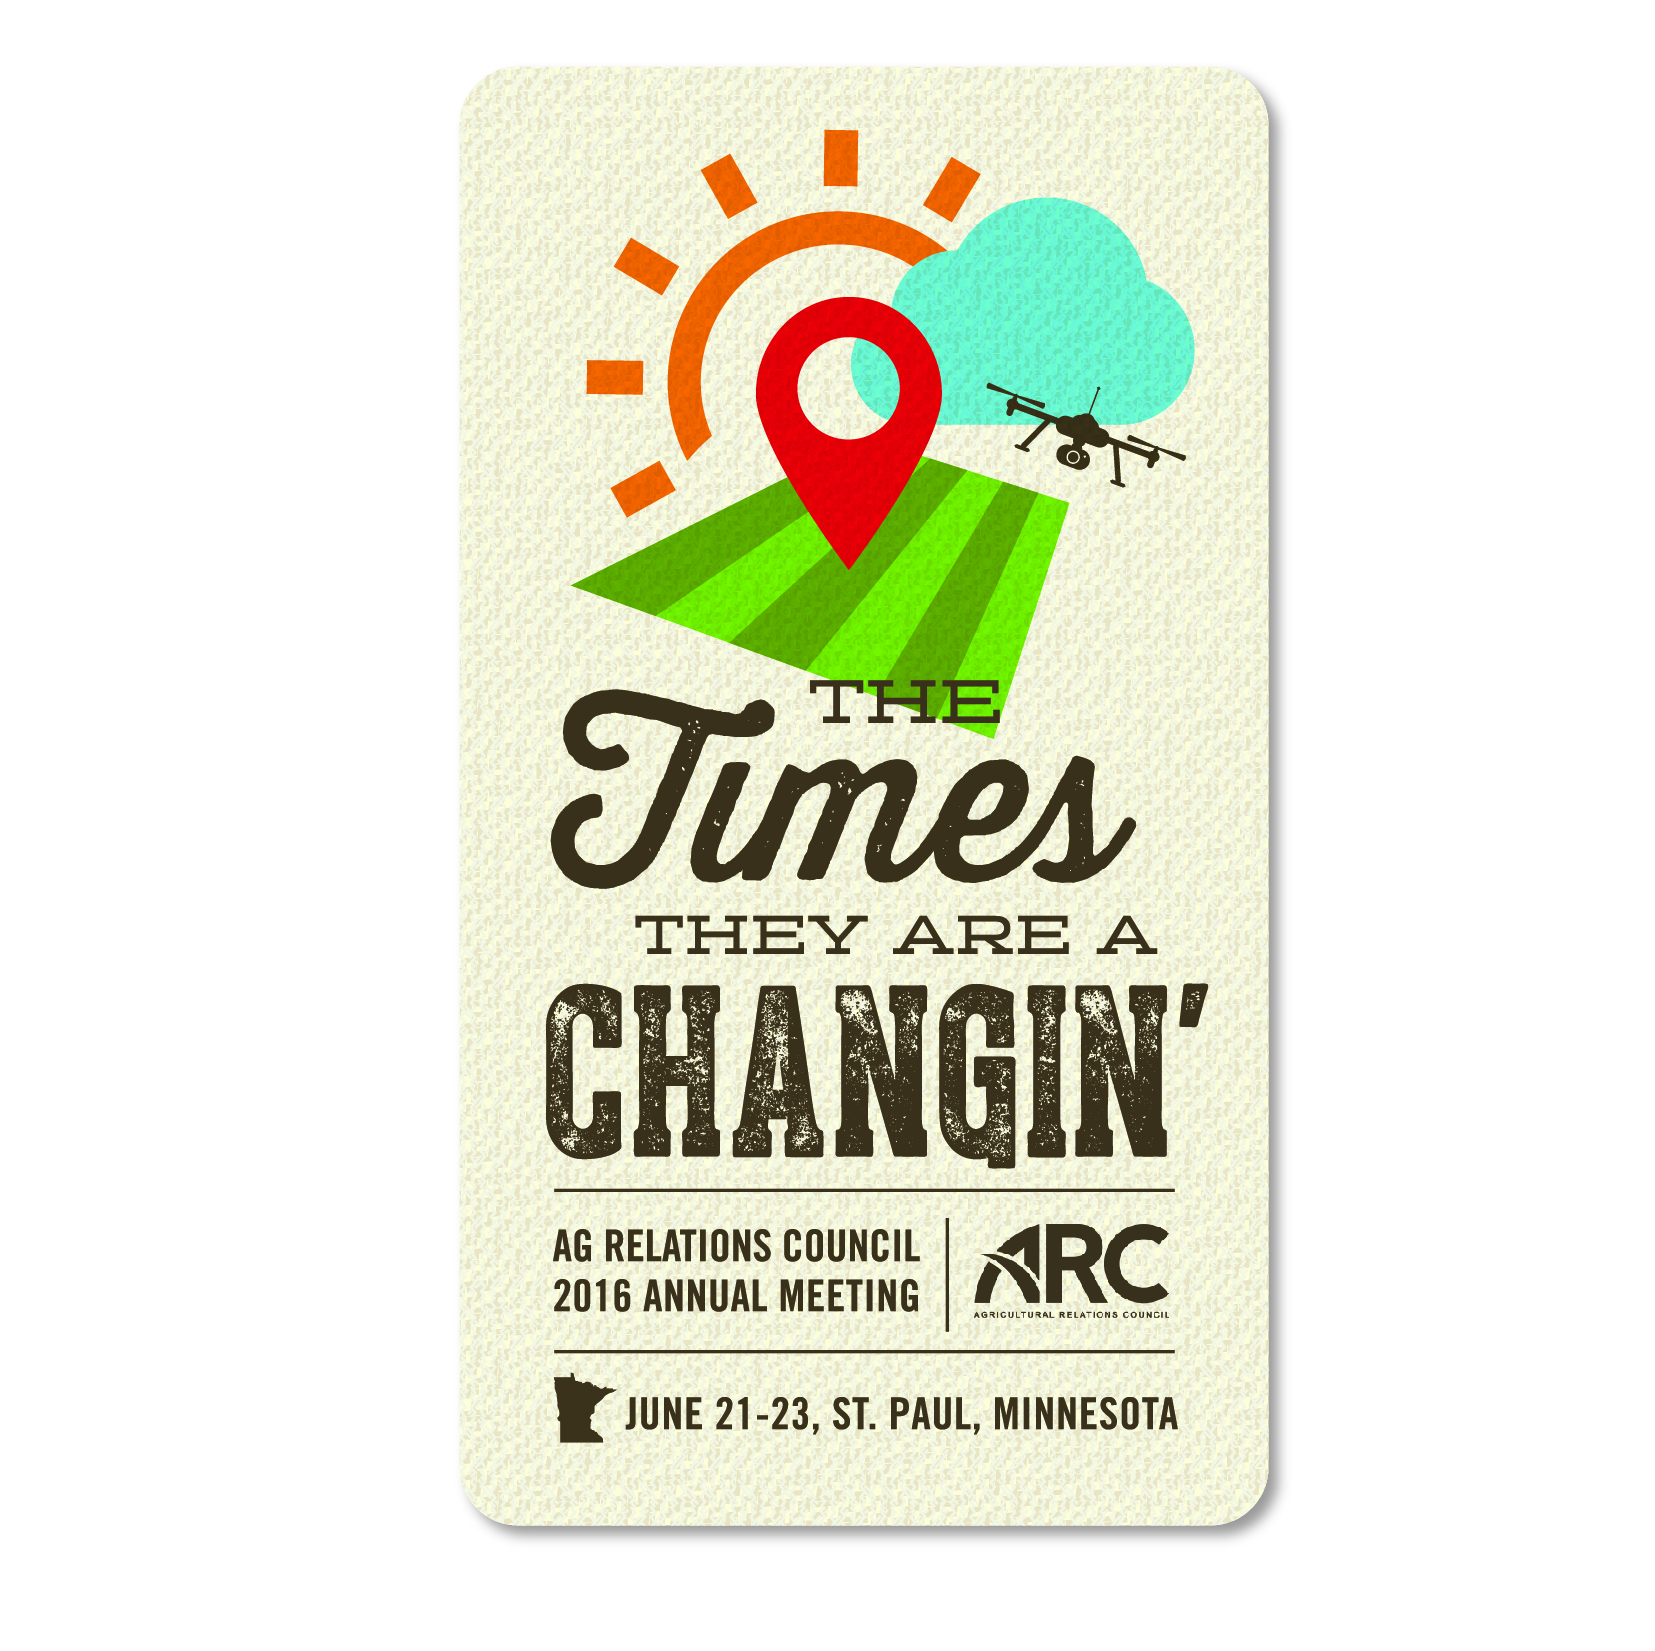 THE
Times
THEY ARE A
CHANGIN'
AG RELATIONS COUNCIL
2016 ANNUAL MEETING
ARC
AGRICULTURAL RELATIONS COUNCIL
JUNE 21-23, ST. PAUL, MINNESOTA